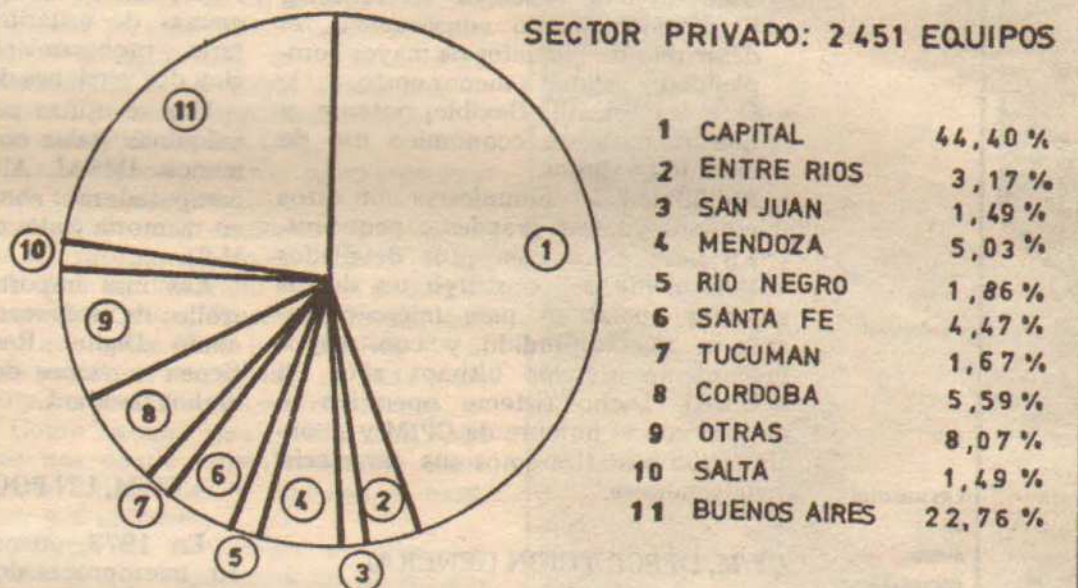 SECTOR PRIVADO: 2451 EQUIPOS
1 CAPITAL 44,40 %
2 ENTRE RIOS 3,17 %
3 SAN JUAN 1,49 %
4 MENDOZA 5,03 %
5 RIO NEGRO 1,86 %
6 SANTA FE 4,47 %
7 TUCUMAN 1,67 %
8 CORDOBA 5,59 %
9 OTRAS 8,07 %
10 SALTA 1,49 %
11 BUENOS AIRES 22,76 %
11
10
1
9
8
7
6
5
4
3
2